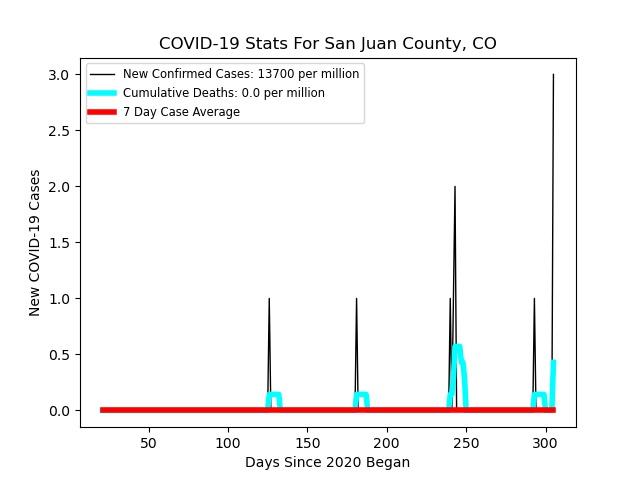 COVID-19 Stats For San Juan County, CO
New Confirmed Cases: 13700 per million
Cumulative Deaths: 0.0 per million
7 Day Case Average
New COVID-19 Cases
3.0
2.5
2.0
1.5
1.0
0.5
0.0
50 100 150 200 250 300
Days Since 2020 Began